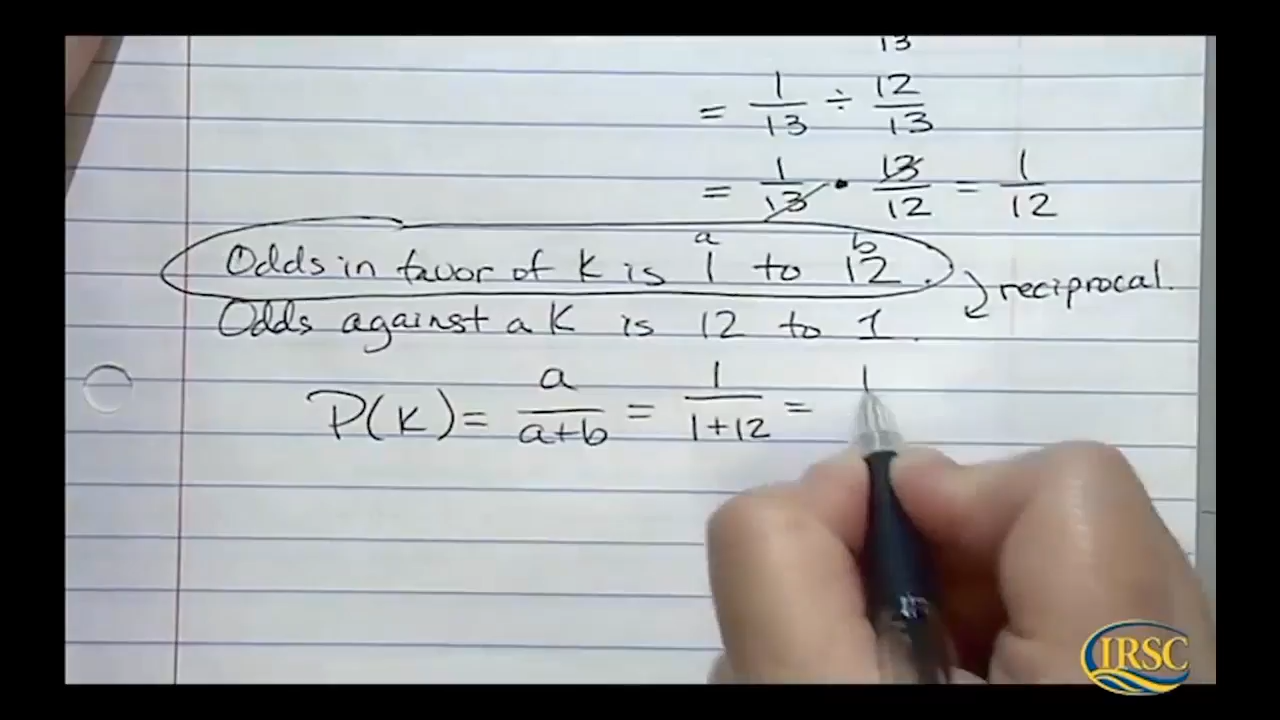 13
= 1/13 ÷ 12/13
= 1/13 • 13/12 = 1/12
a b
Odds in favor of K is 1 to 12. reciprocal.
Odds against a K is 12 to 1.
P(K) = a/a+b = 1/1+12 = 1
IRSC